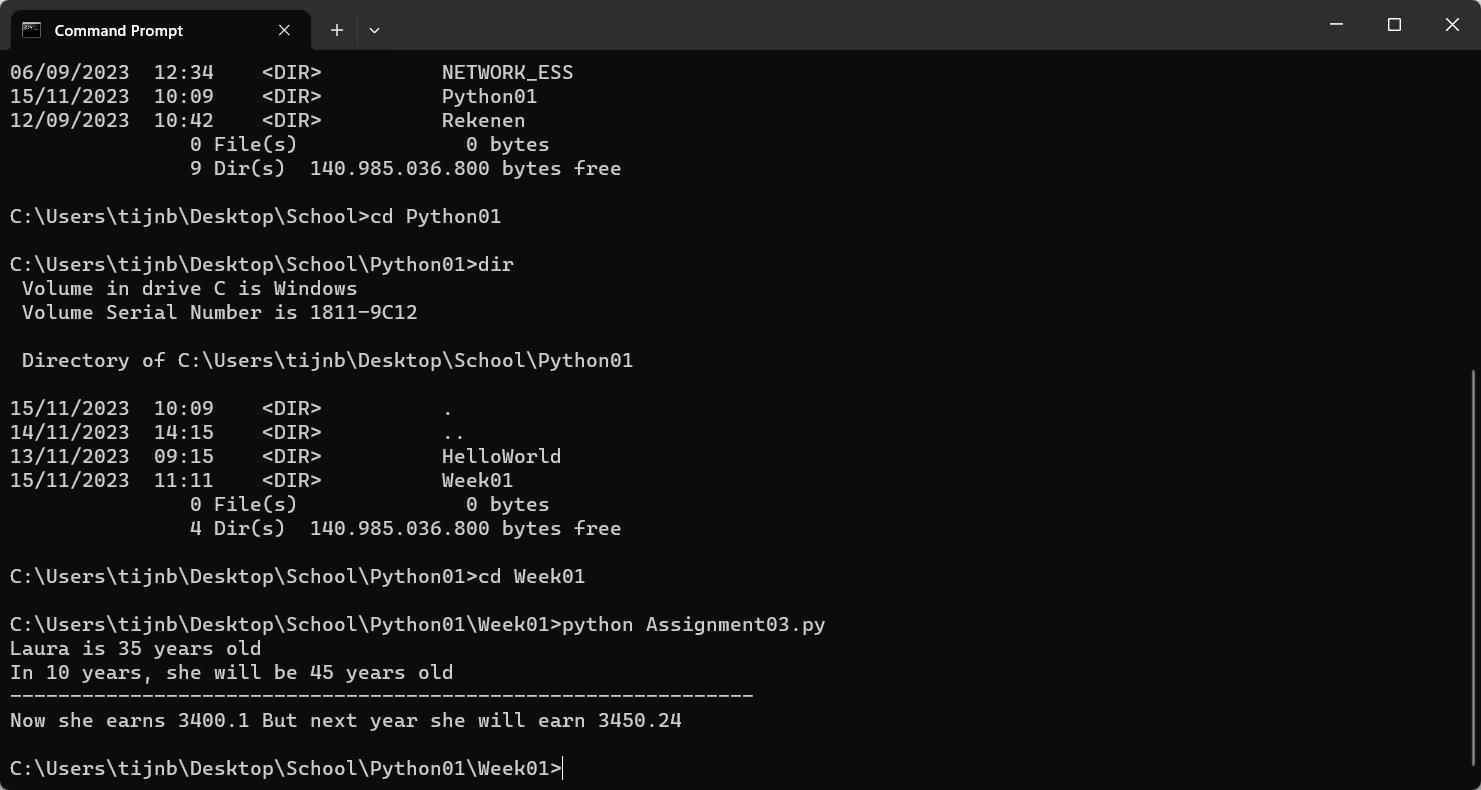 Command Prompt
06/09/2023  12:34    <DIR>          NETWORK_ESS
15/11/2023  10:09    <DIR>          Python01
12/09/2023  10:42    <DIR>          Rekenen
               0 File(s)              0 bytes
               9 Dir(s)  140.985.036.800 bytes free
C:\Users\tijnb\Desktop\School>cd Python01
C:\Users\tijnb\Desktop\School\Python01>dir
 Volume in drive C is Windows
 Volume Serial Number is 1811-9C12
 Directory of C:\Users\tijnb\Desktop\School\Python01
15/11/2023  10:09    <DIR>          .
14/11/2023  14:15    <DIR>          ..
13/11/2023  09:15    <DIR>          HelloWorld
15/11/2023  11:11    <DIR>          Week01
               0 File(s)              0 bytes
               4 Dir(s)  140.985.036.800 bytes free
C:\Users\tijnb\Desktop\School\Python01>cd Week01
C:\Users\tijnb\Desktop\School\Python01\Week01>python Assignment03.py
Laura is 35 years old
In 10 years, she will be 45 years old
--------------------------------------------------------------
Now she earns 3400.1 But next year she will earn 3450.24
C:\Users\tijnb\Desktop\School\Python01\Week01>